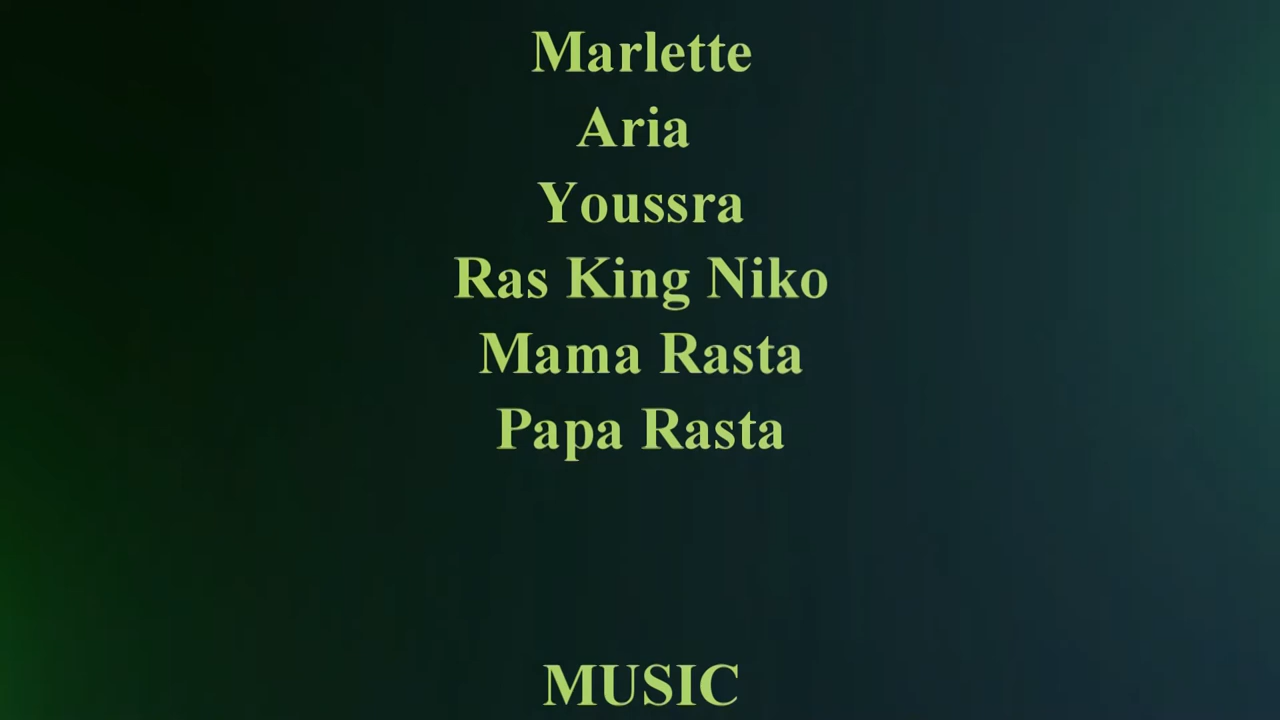 Marlette
Aria
Youssra
Ras King Niko
Mama Rasta
Papa Rasta
MUSIC